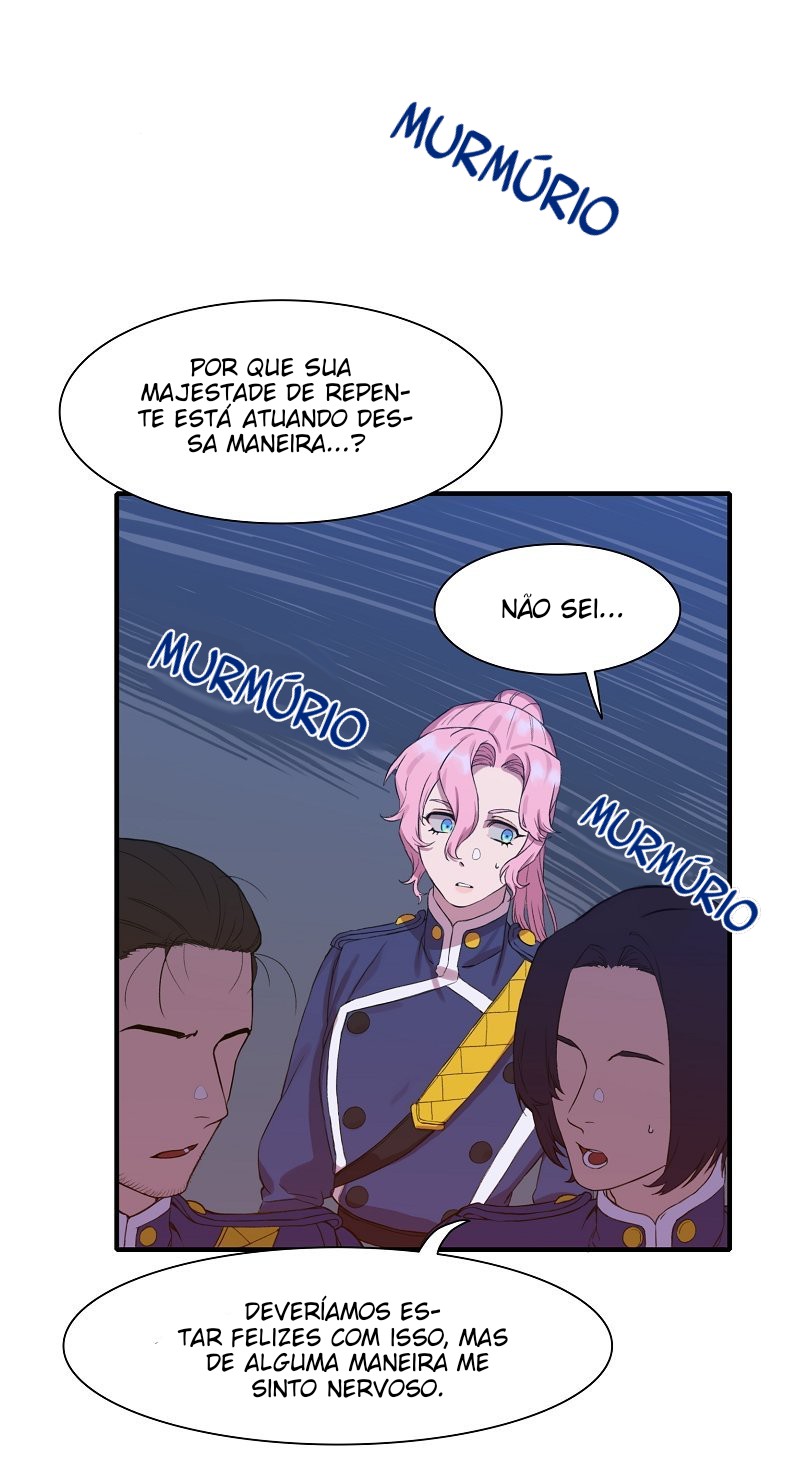 MURMÚRIO
POR QUE SUA
MAJESTADE DE REPEN-
TE ESTÁ ATUANDO DES-
SA MANEIRA...?
NÃO SEI...
MURMÚRIO
MURMÚRIO
DEVERÍAMOS ES-
TAR FELIZES COM ISSO, MAS
DE ALGUMA MANEIRA ME
SINTO NERVOSO.